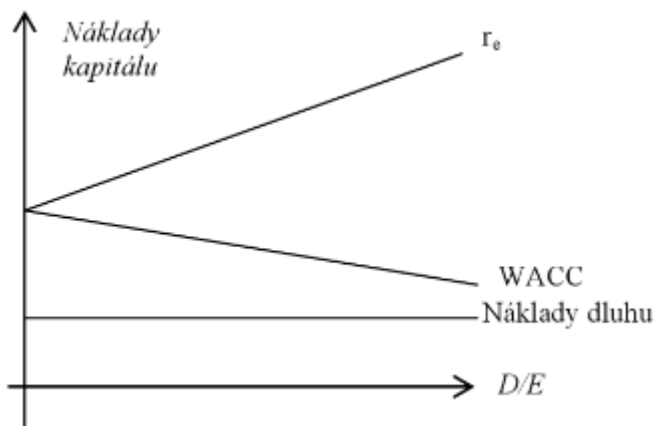 Náklady
kapitálu
rₑ
WACC
Náklady dluhu
D/E